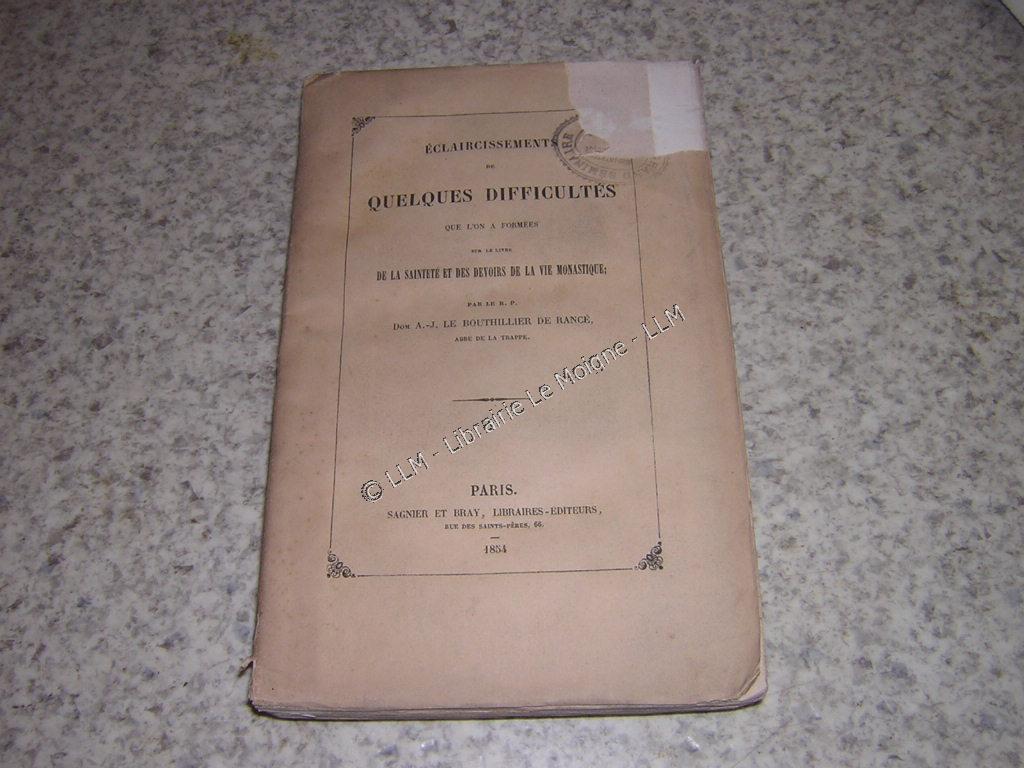 ÉCLAIRCISSEMENTS
DE
QUELQUES DIFFICULTÉS
QUE L'ON A FORMÉES
SUR LE LIVRE
DE LA SAINTETÉ ET DES DEVOIRS DE LA VIE MONASTIQUE;
PAR LE R. P.
DOM A.-J. LE BOUTHILLIER DE RANCÉ,
ABBÉ DE LA TRAPPE.
© LLM - Librairie Le Moigne - LLM
PARIS.
SAGNIER ET BRAY, LIBRAIRES-EDITEURS,
RUE DES SAINTS-PÈRES, 66.
1854